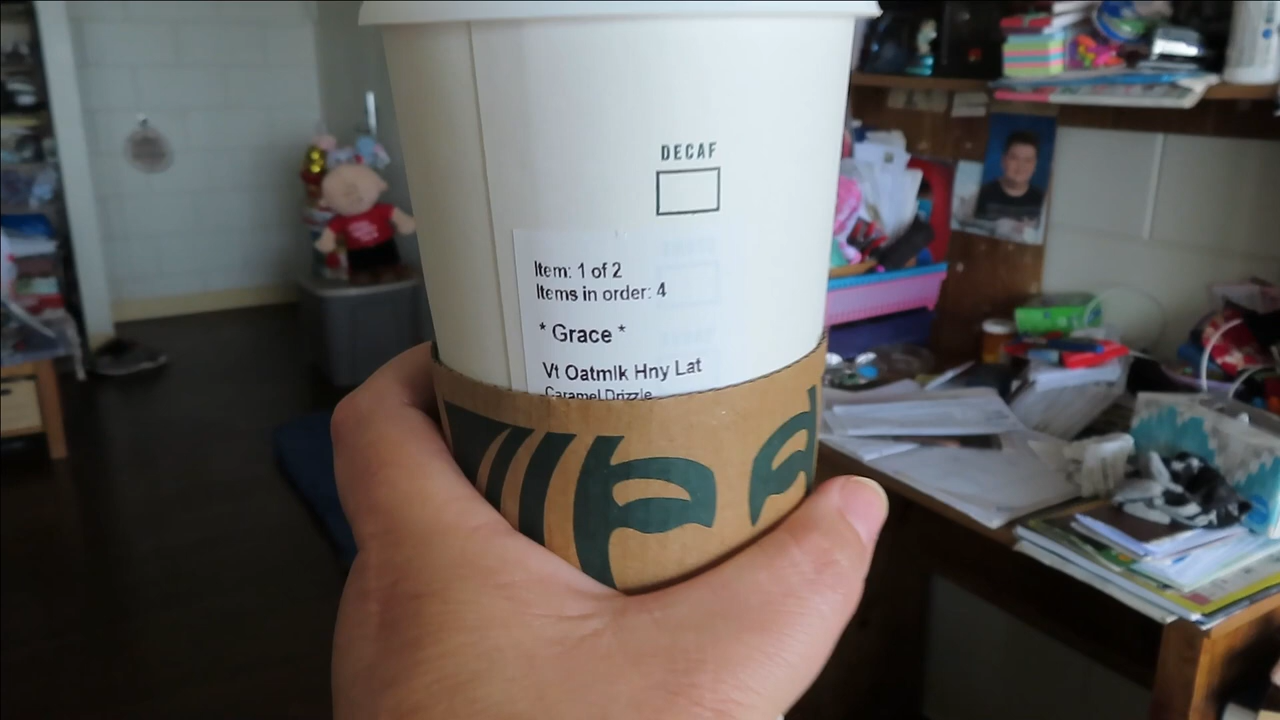 DECAF
Item: 1 of 2
Items in order: 4
* Grace *
Vt Oatmlk Hny Lat
Caramel Drizzle